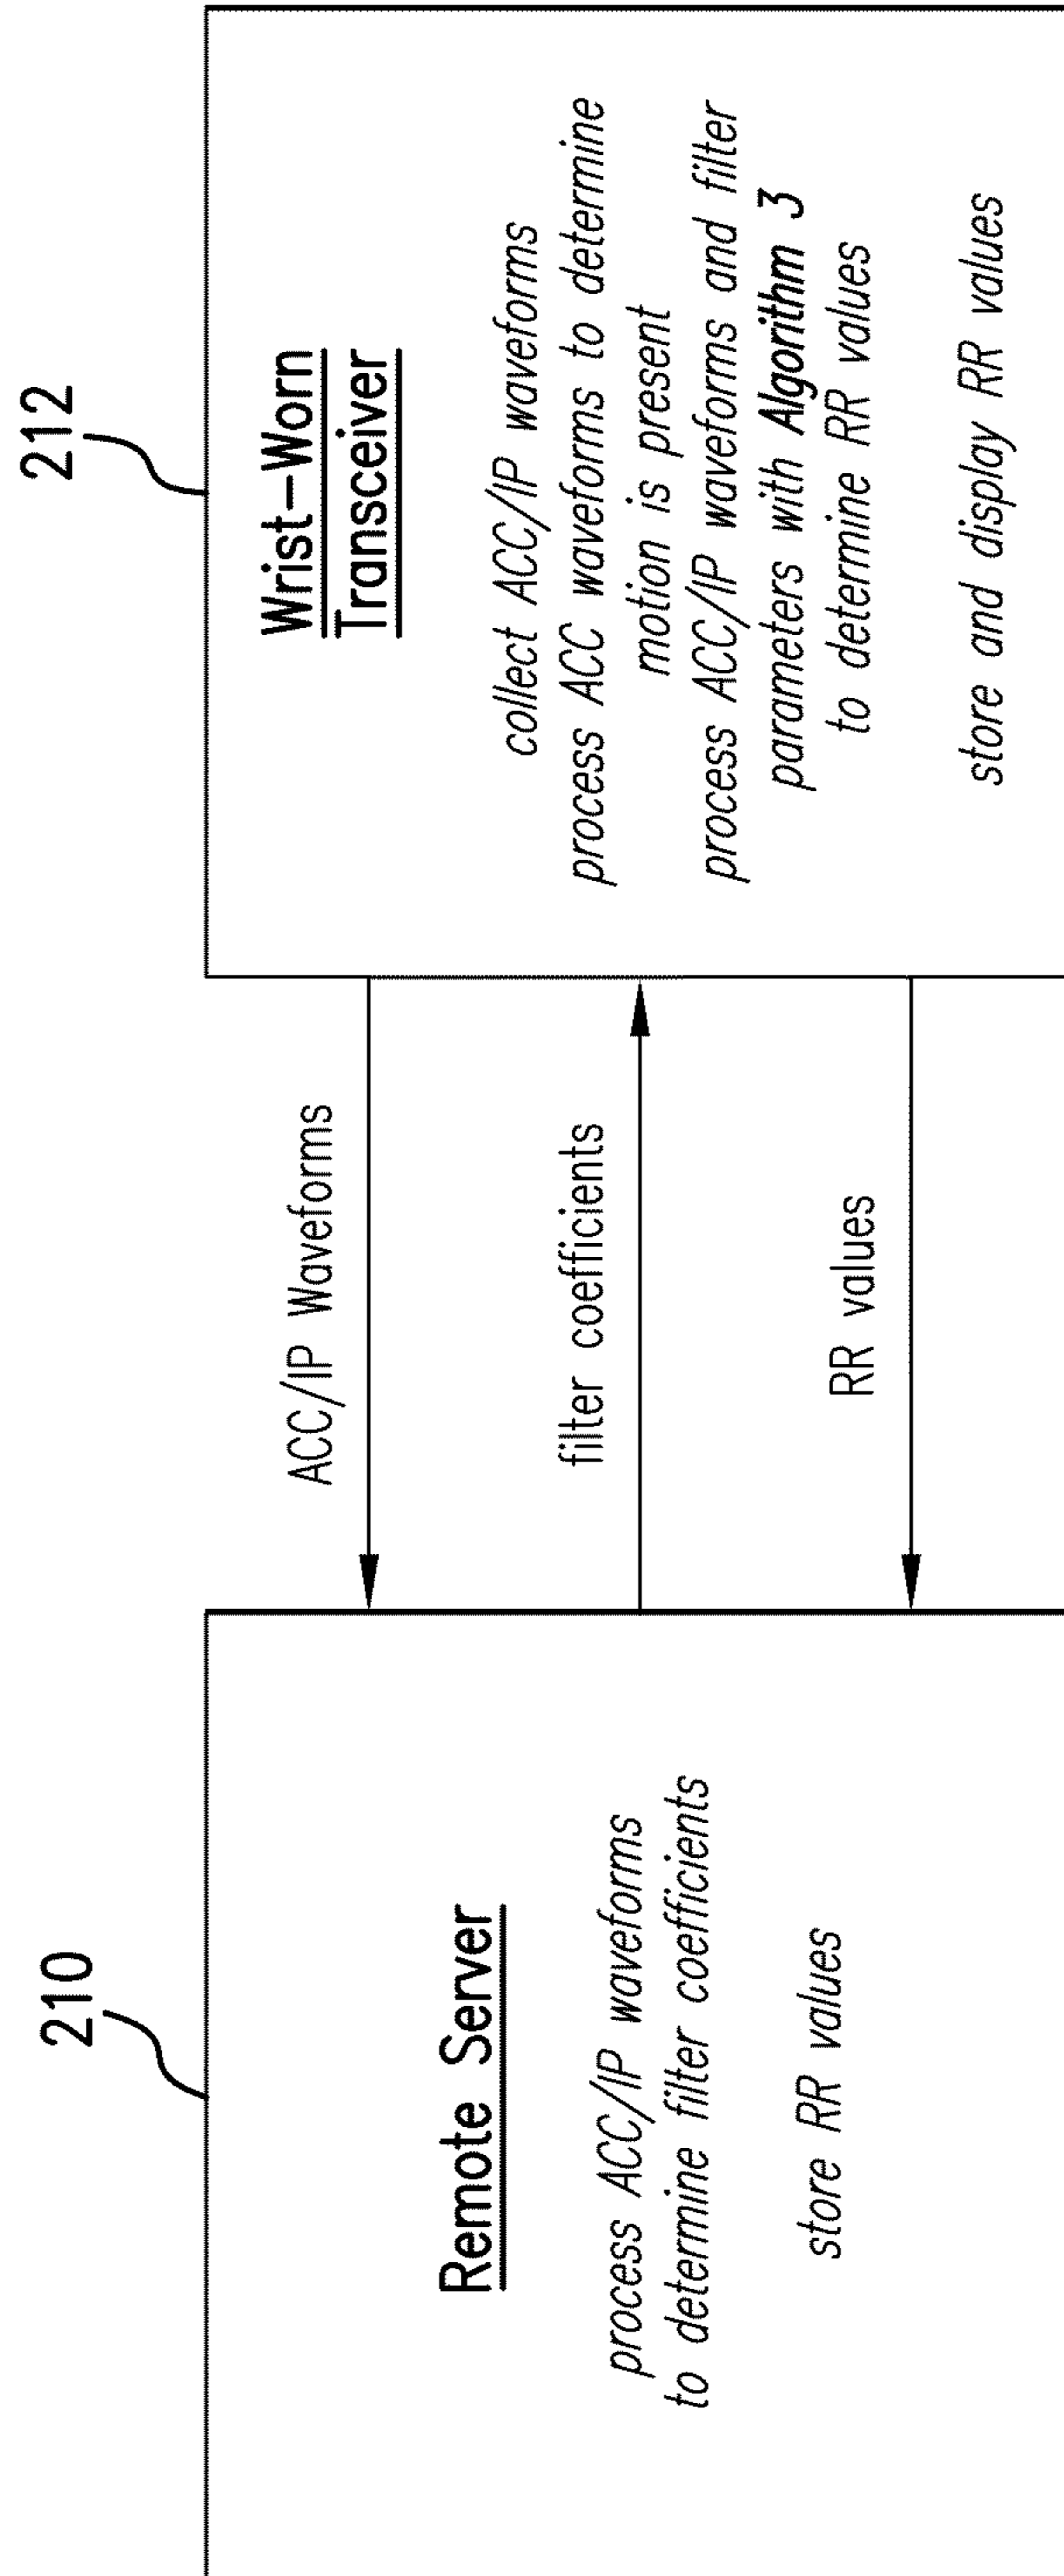 210
Remote Server
process ACC/IP waveforms
to determine filter coefficients
store RR values
ACC/IP Waveforms
filter coefficients
RR values
212
Wrist-Worn
Transceiver
collect ACC/IP waveforms
process ACC waveforms to determine
motion is present
process ACC/IP waveforms and filter
parameters with Algorithm 3
to determine RR values
store and display RR values